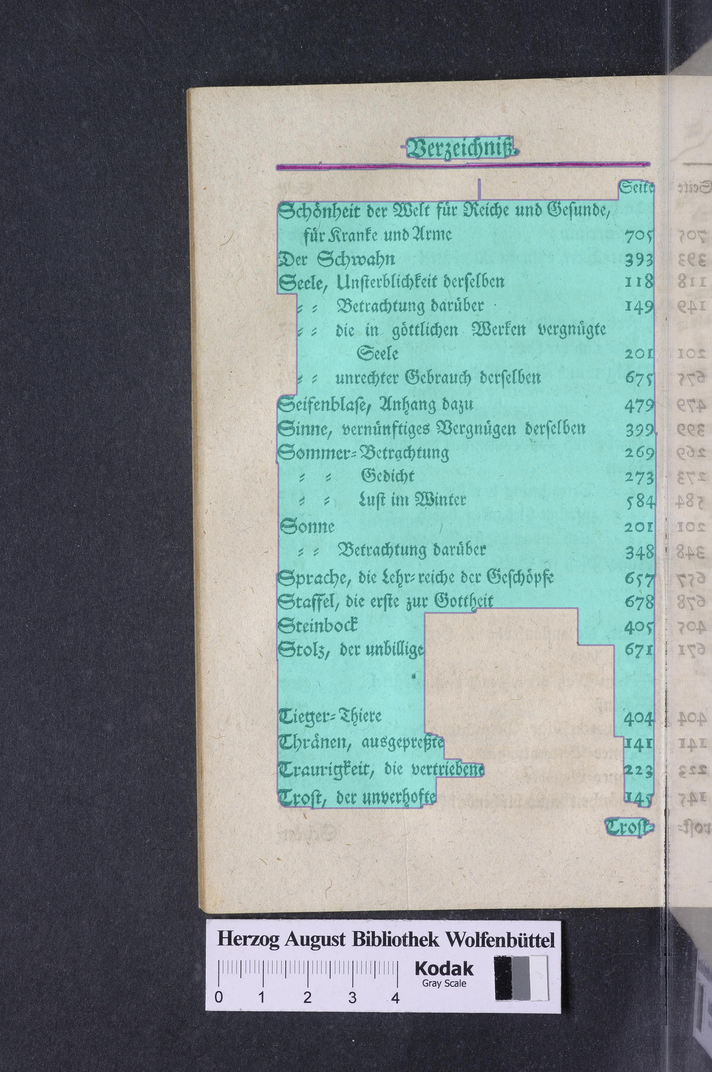 Verzeichniß.
Seite
Schönheit der Welt für Reiche und Gesunde,
für Kranke und Arme 705
Der Schwahn 393
Seele, Unsterblichkeit derselben 118
= = Betrachtung darüber 149
= = die in göttlichen Werken vergnügte
Seele 201
= = unrechter Gebrauch derselben 675
Seifenblase, Anhang dazu 479
Sinne, vernünftiges Vergnügen derselben 399
Sommer=Betrachtung 269
= = Gedicht 273
= = Lust im Winter 584
Sonne 201
= = Betrachtung darüber 348
Sprache, die Lehr=reiche der Geschöpfe 657
Staffel, die erste zur Gottheit 678
Steinbock 405
Stolz, der unbillige 671
Tieger=Thiere 404
Thränen, ausgepreßte 141
Traurigkeit, die vertriebene 223
Trost, der unverhofte 145
Trost=
Herzog August Bibliothek Wolfenbüttel
0 1 2 3 4
Kodak
Gray Scale